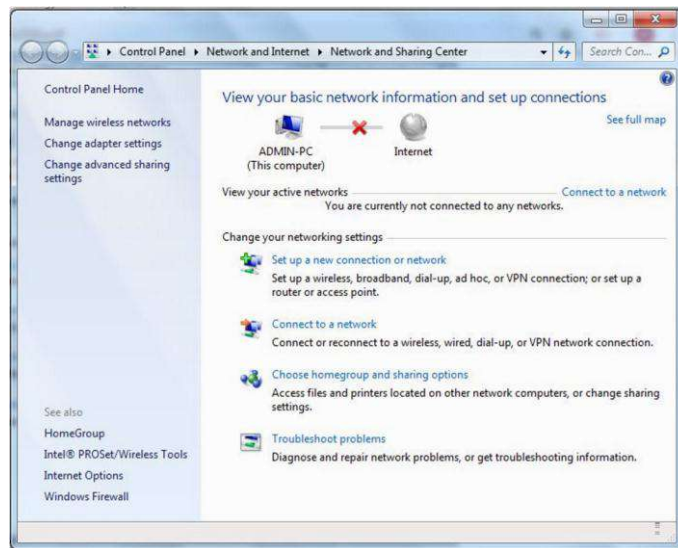 Control Panel ▸ Network and Internet ▸ Network and Sharing Center
Search Con...
Control Panel Home
Manage wireless networks
Change adapter settings
Change advanced sharing
settings
See also
HomeGroup
Intel® PROSet/Wireless Tools
Internet Options
Windows Firewall
View your basic network information and set up connections
See full map
ADMIN-PC
(This computer)
Internet
View your active networks
Connect to a network
You are currently not connected to any networks.
Change your networking settings
Set up a new connection or network
Set up a wireless, broadband, dial-up, ad hoc, or VPN connection; or set up a
router or access point.
Connect to a network
Connect or reconnect to a wireless, wired, dial-up, or VPN network connection.
Choose homegroup and sharing options
Access files and printers located on other network computers, or change sharing
settings.
Troubleshoot problems
Diagnose and repair network problems, or get troubleshooting information.